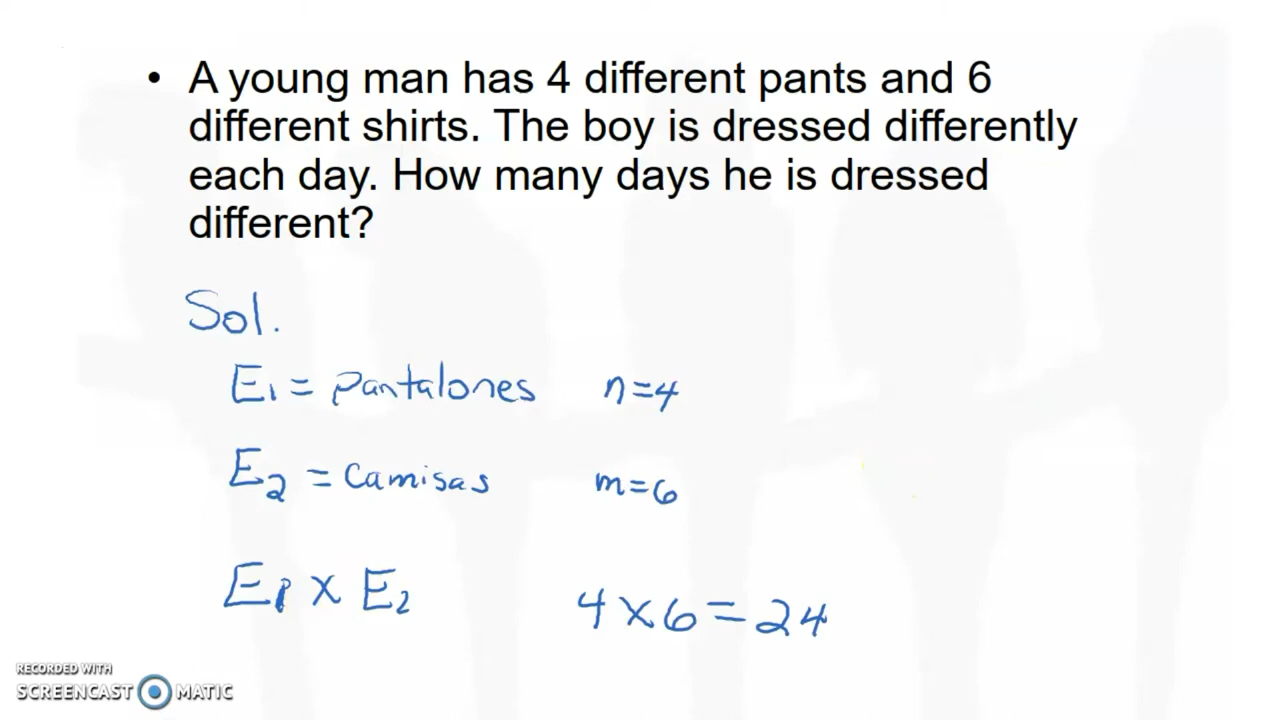 • A young man has 4 different pants and 6
different shirts. The boy is dressed differently
each day. How many days he is dressed
different?
Sol.
E1 = pantalones n=4
E2 = Camisas m=6
E1 x E2 4x6=24
RECORDED WITH
SCREENCAST MATIC